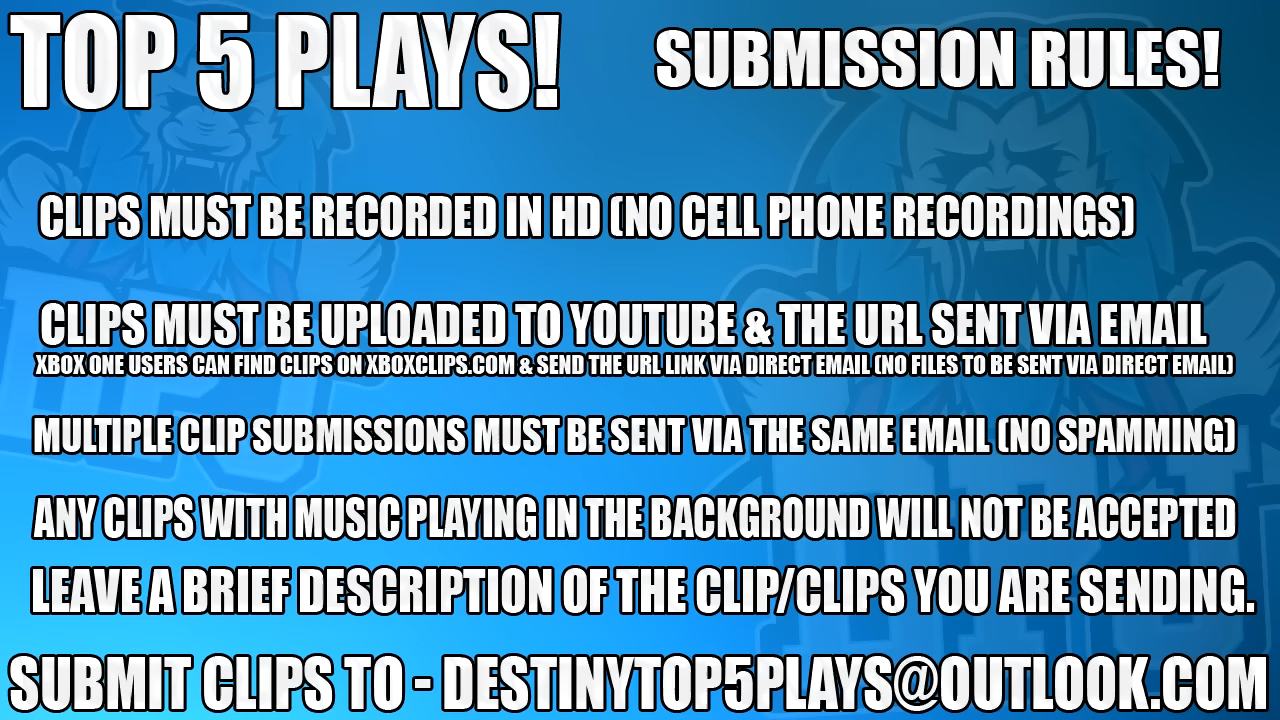 TOP 5 PLAYS!
SUBMISSION RULES!
CLIPS MUST BE RECORDED IN HD (NO CELL PHONE RECORDINGS)
CLIPS MUST BE UPLOADED TO YOUTUBE & THE URL SENT VIA EMAIL
XBOX ONE USERS CAN FIND CLIPS ON XBOXCLIPS.COM & SEND THE URL LINK VIA DIRECT EMAIL (NO FILES TO BE SENT VIA DIRECT EMAIL)
MULTIPLE CLIP SUBMISSIONS MUST BE SENT VIA THE SAME EMAIL (NO SPAMMING)
ANY CLIPS WITH MUSIC PLAYING IN THE BACKGROUND WILL NOT BE ACCEPTED
LEAVE A BRIEF DESCRIPTION OF THE CLIP/CLIPS YOU ARE SENDING.
SUBMIT CLIPS TO - DESTINYTOP5PLAYS@OUTLOOK.COM